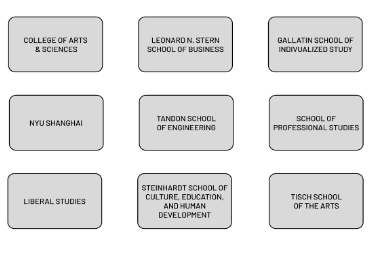 COLLEGE OF ARTS
& SCIENCES
LEONARD N. STERN
SCHOOL OF BUSINESS
GALLATIN SCHOOL OF
INDIVUALIZED STUDY
NYU SHANGHAI
TANDON SCHOOL
OF ENGINEERING
SCHOOL OF
PROFESSIONAL STUDIES
LIBERAL STUDIES
STEINHARDT SCHOOL OF
CULTURE, EDUCATION,
AND HUMAN
DEVELOPMENT
TISCH SCHOOL
OF THE ARTS